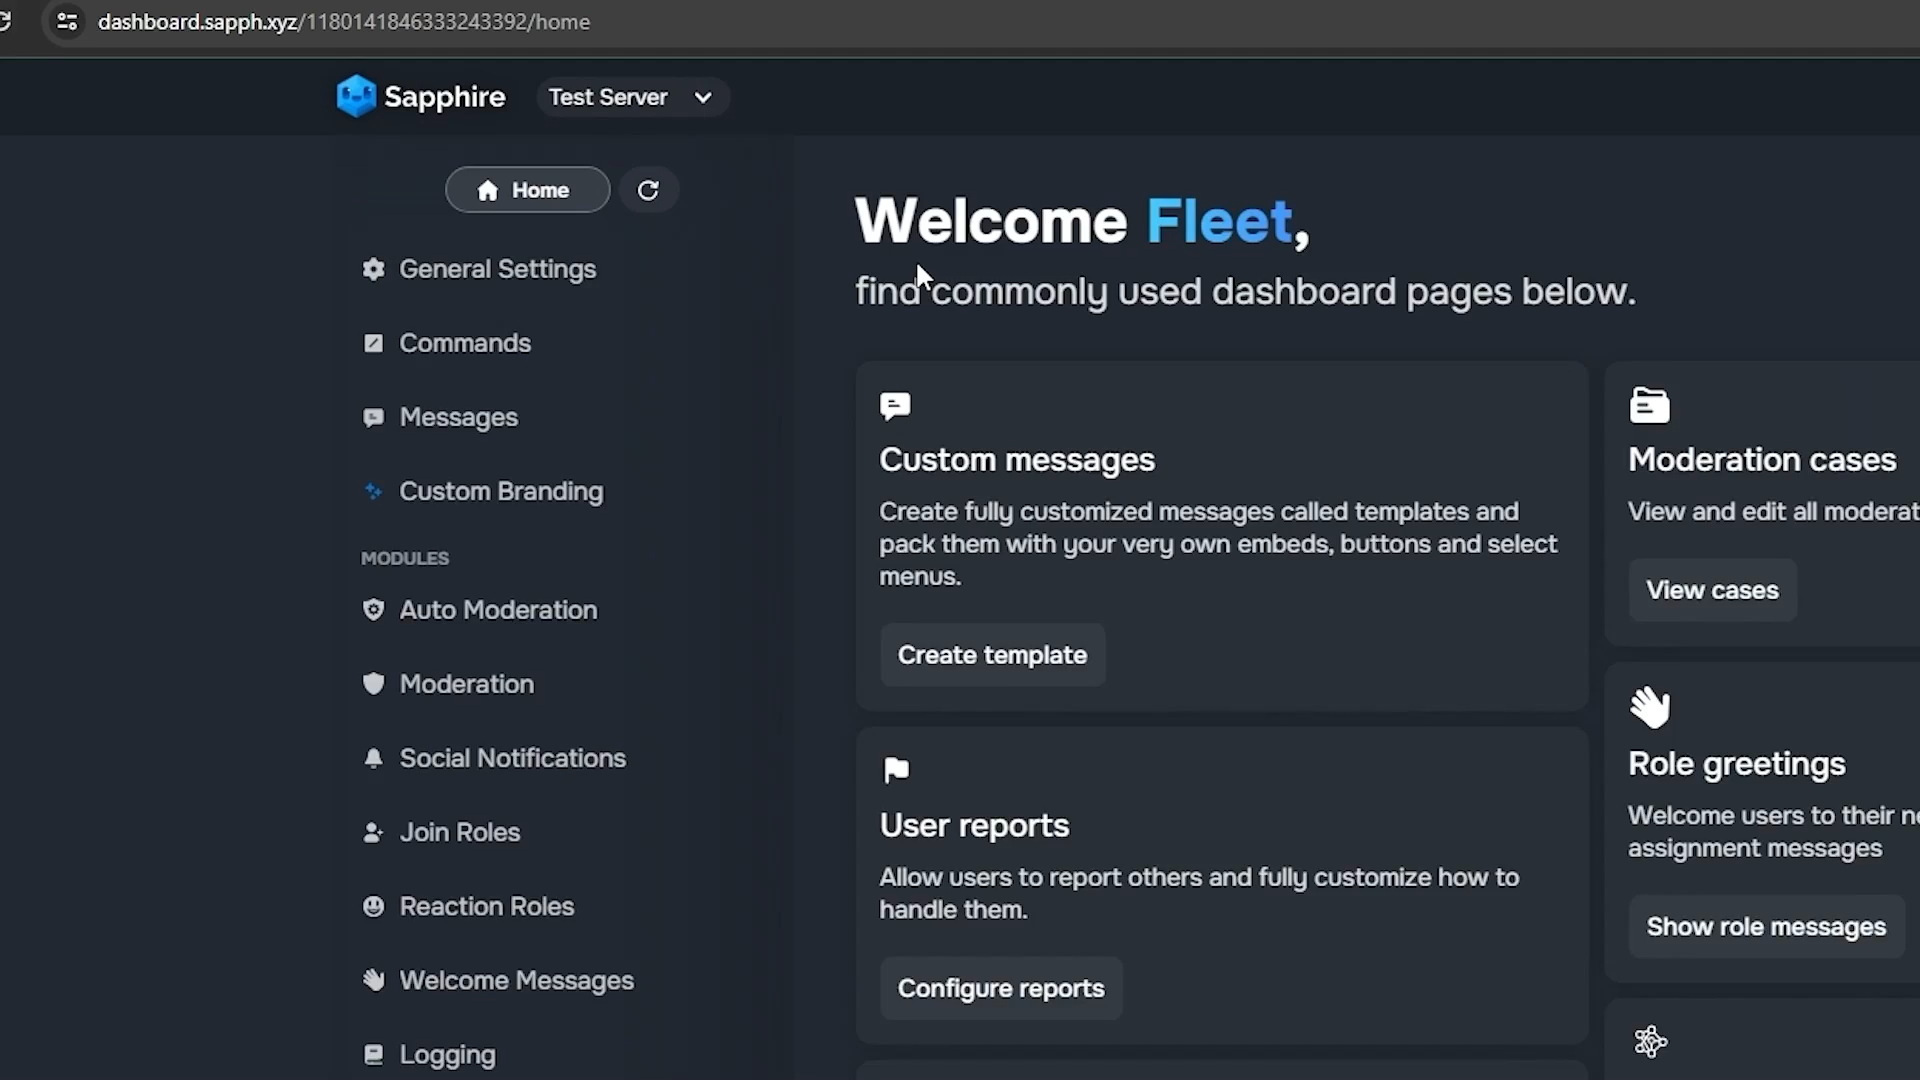 dashboard.sapph.xyz/1180141846333243392/home
Sapphire
Test Server
Home
General Settings
Commands
Messages
Custom Branding
MODULES
Auto Moderation
Moderation
Social Notifications
Join Roles
Reaction Roles
Welcome Messages
Logging
Welcome Fleet,
find commonly used dashboard pages below.
Custom messages
Create fully customized messages called templates and
pack them with your very own embeds, buttons and select
menus.
Create template
User reports
Allow users to report others and fully customize how to
handle them.
Configure reports
Moderation cases
View and edit all moderat
View cases
Role greetings
Welcome users to their ne
assignment messages
Show role messages